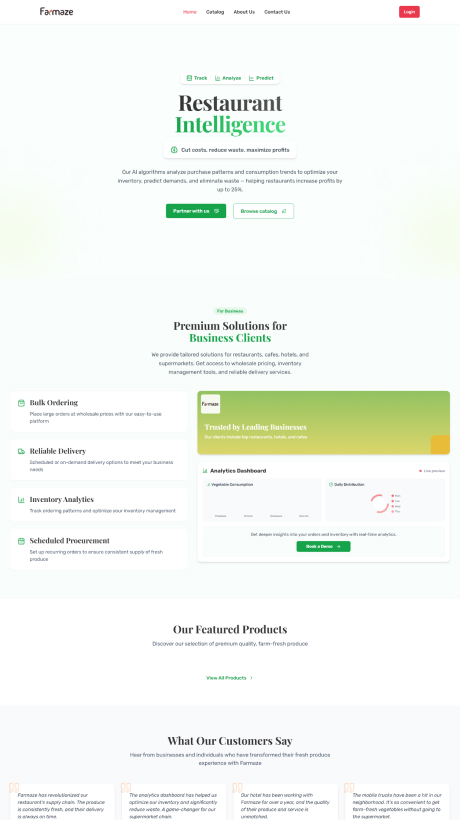 Farmaze
Home Catalog About Us Contact Us
Login
Track Analyze Predict
Restaurant
Intelligence
Cut costs, reduce waste, maximize profits
Our AI algorithms analyze purchase patterns and consumption trends to optimize your
inventory, predict demands, and eliminate waste — helping restaurants increase profits by
up to 25%.
Partner with us
Browse catalog
For Business
Premium Solutions for
Business Clients
We provide tailored solutions for restaurants, cafes, hotels, and
supermarkets. Get access to wholesale pricing, inventory
management tools, and reliable delivery services.
Bulk Ordering
Place large orders at wholesale prices with our easy-to-use
platform
Reliable Delivery
Scheduled or on-demand delivery options to meet your business
needs
Inventory Analytics
Track ordering patterns and optimize your inventory management
Scheduled Procurement
Set up recurring orders to ensure consistent supply of fresh
produce
Farmaze
Trusted by Leading Businesses
Our clients include top restaurants, hotels, and cafes
Analytics Dashboard
Live preview
Vegetable Consumption
Daily Distribution
Get deeper insights into your orders and inventory with real-time analytics.
Book a Demo
Our Featured Products
Discover our selection of premium quality, farm-fresh produce
View All Products
What Our Customers Say
Hear from businesses and individuals who have transformed their fresh produce
experience with Farmaze
Farmaze has revolutionized our
restaurant's supply chain. The produce
is consistently fresh, and their delivery
is always on time.
The analytics dashboard has helped us
optimize our inventory and significantly
reduce waste. A game-changer for our
supermarket chain.
Our hotel has been working with
Farmaze for over a year, and the quality
of their produce and service is
unmatched.
The mobile trucks have been a hit in our
neighborhood. It's so convenient to get
farm-fresh vegetables without going to
the supermarket.